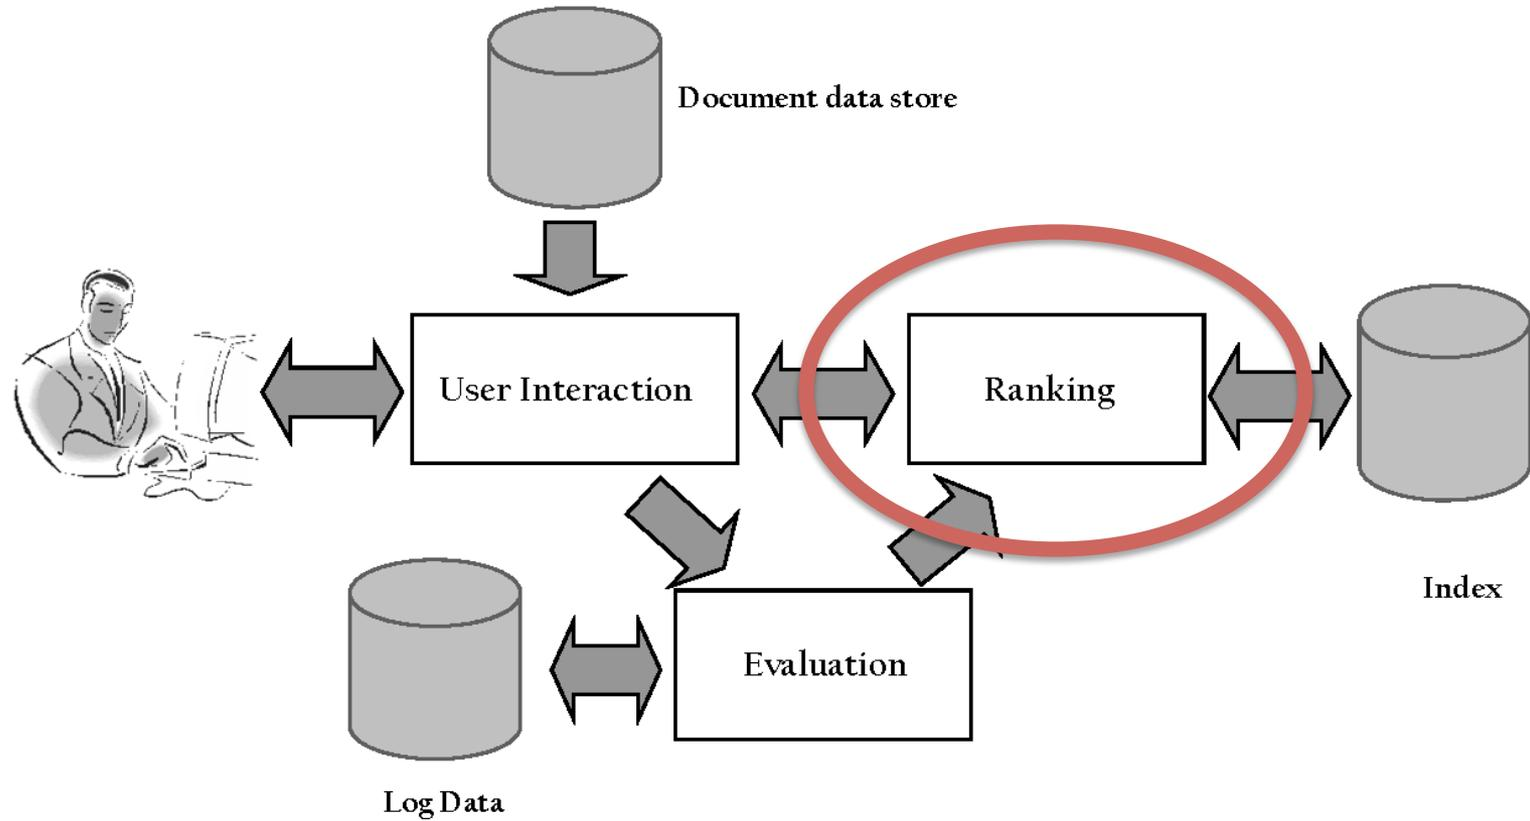 Document data store
User Interaction
Ranking
Index
Evaluation
Log Data